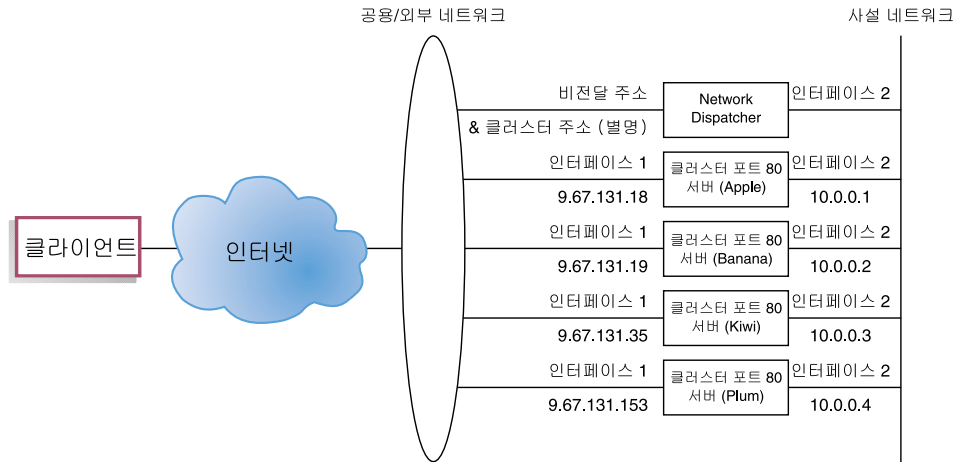 공용/외부 네트워크
사설 네트워크
비전달 주소
& 클러스터 주소 (별명)
Network
Dispatcher
인터페이스 2
인터페이스 1
9.67.131.18
클러스터 포트 80
서버 (Apple)
인터페이스 2
10.0.0.1
클라이언트
인터넷
인터페이스 1
9.67.131.19
클러스터 포트 80
서버 (Banana)
인터페이스 2
10.0.0.2
인터페이스 1
9.67.131.35
클러스터 포트 80
서버 (Kiwi)
인터페이스 2
10.0.0.3
인터페이스 1
9.67.131.153
클러스터 포트 80
서버 (Plum)
인터페이스 2
10.0.0.4